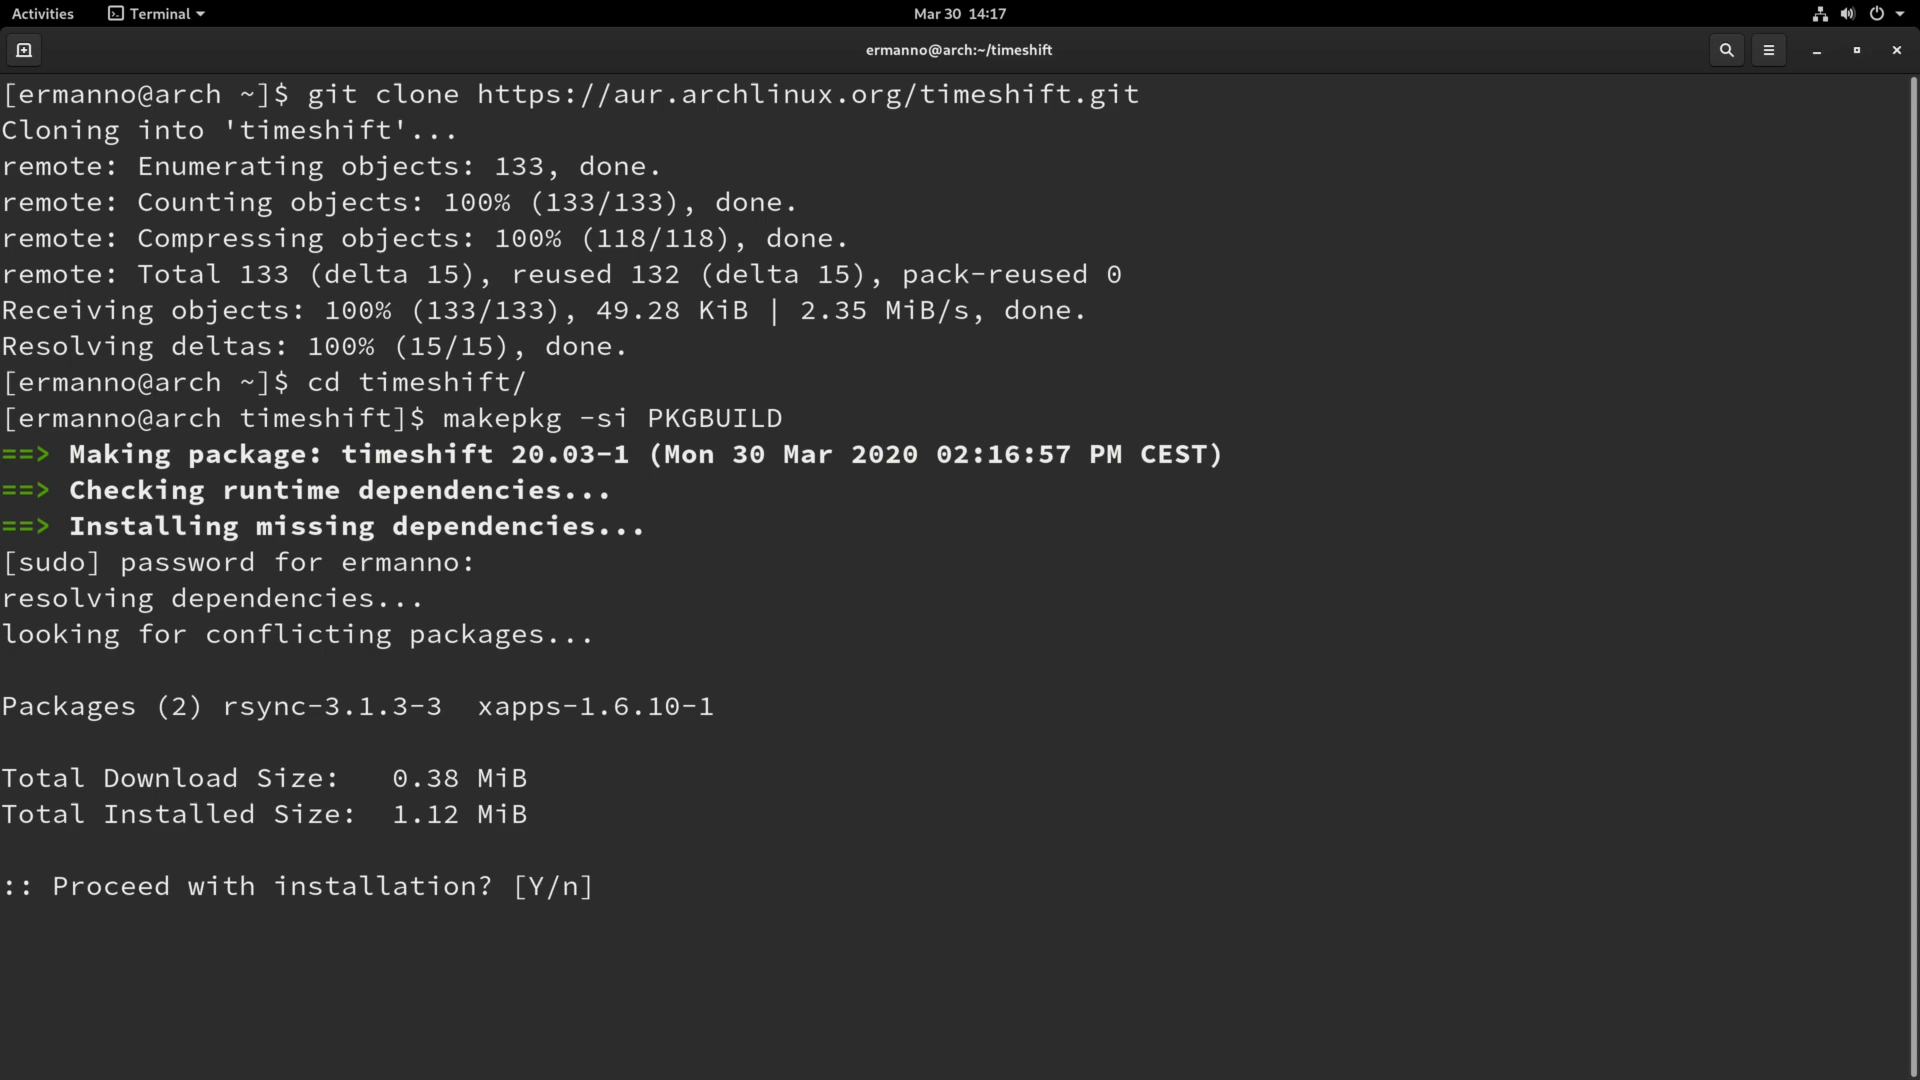 Activities Terminal Mar 30 14:17
ermanno@arch:~/timeshift
[ermanno@arch ~]$ git clone https://aur.archlinux.org/timeshift.git
Cloning into 'timeshift'...
remote: Enumerating objects: 133, done.
remote: Counting objects: 100% (133/133), done.
remote: Compressing objects: 100% (118/118), done.
remote: Total 133 (delta 15), reused 132 (delta 15), pack-reused 0
Receiving objects: 100% (133/133), 49.28 KiB | 2.35 MiB/s, done.
Resolving deltas: 100% (15/15), done.
[ermanno@arch ~]$ cd timeshift/
[ermanno@arch timeshift]$ makepkg -si PKGBUILD
==> Making package: timeshift 20.03-1 (Mon 30 Mar 2020 02:16:57 PM CEST)
==> Checking runtime dependencies...
==> Installing missing dependencies...
[sudo] password for ermanno:
resolving dependencies...
looking for conflicting packages...
Packages (2) rsync-3.1.3-3  xapps-1.6.10-1
Total Download Size:   0.38 MiB
Total Installed Size:  1.12 MiB
:: Proceed with installation? [Y/n]